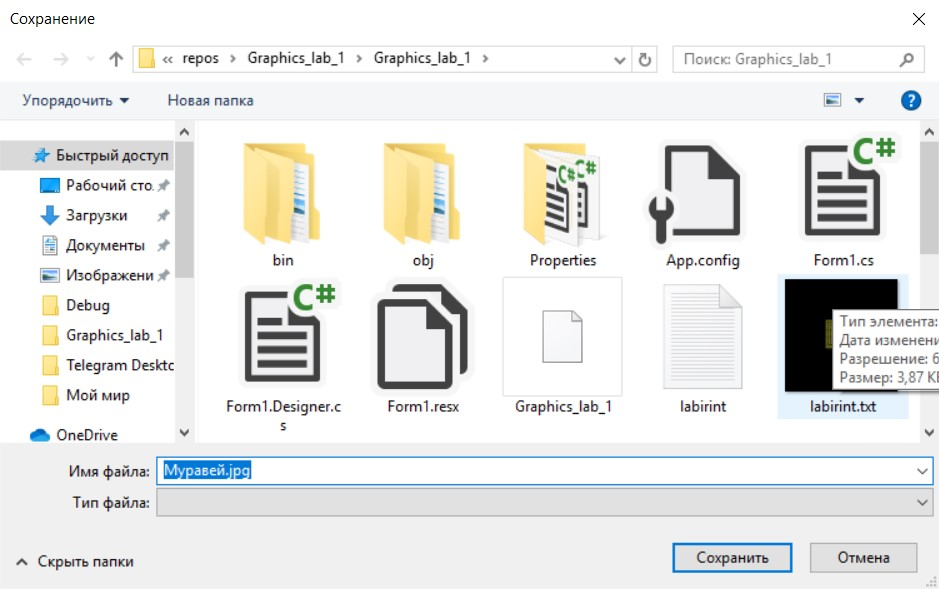 Сохранение
« repos › Graphics_lab_1 › Graphics_lab_1 ›
Поиск: Graphics_lab_1
Упорядочить
Новая папка
?
Быстрый доступ
Рабочий сто.
Загрузки
Документы
Изображени
Debug
Graphics_lab_1
Telegram Deskto
Мой мир
OneDrive
bin
C# C#
C#
obj
Properties
App.config
Form1.cs
C#
Form1.Designer.c
s
Form1.resx
Graphics_lab_1
labirint
labirint.txt
Тип элемента:
Дата изменени
Разрешение: 6
Размер: 3,87 КБ
Имя файла:
Муравей.jpg
Тип файла:
Скрыть папки
Сохранить
Отмена